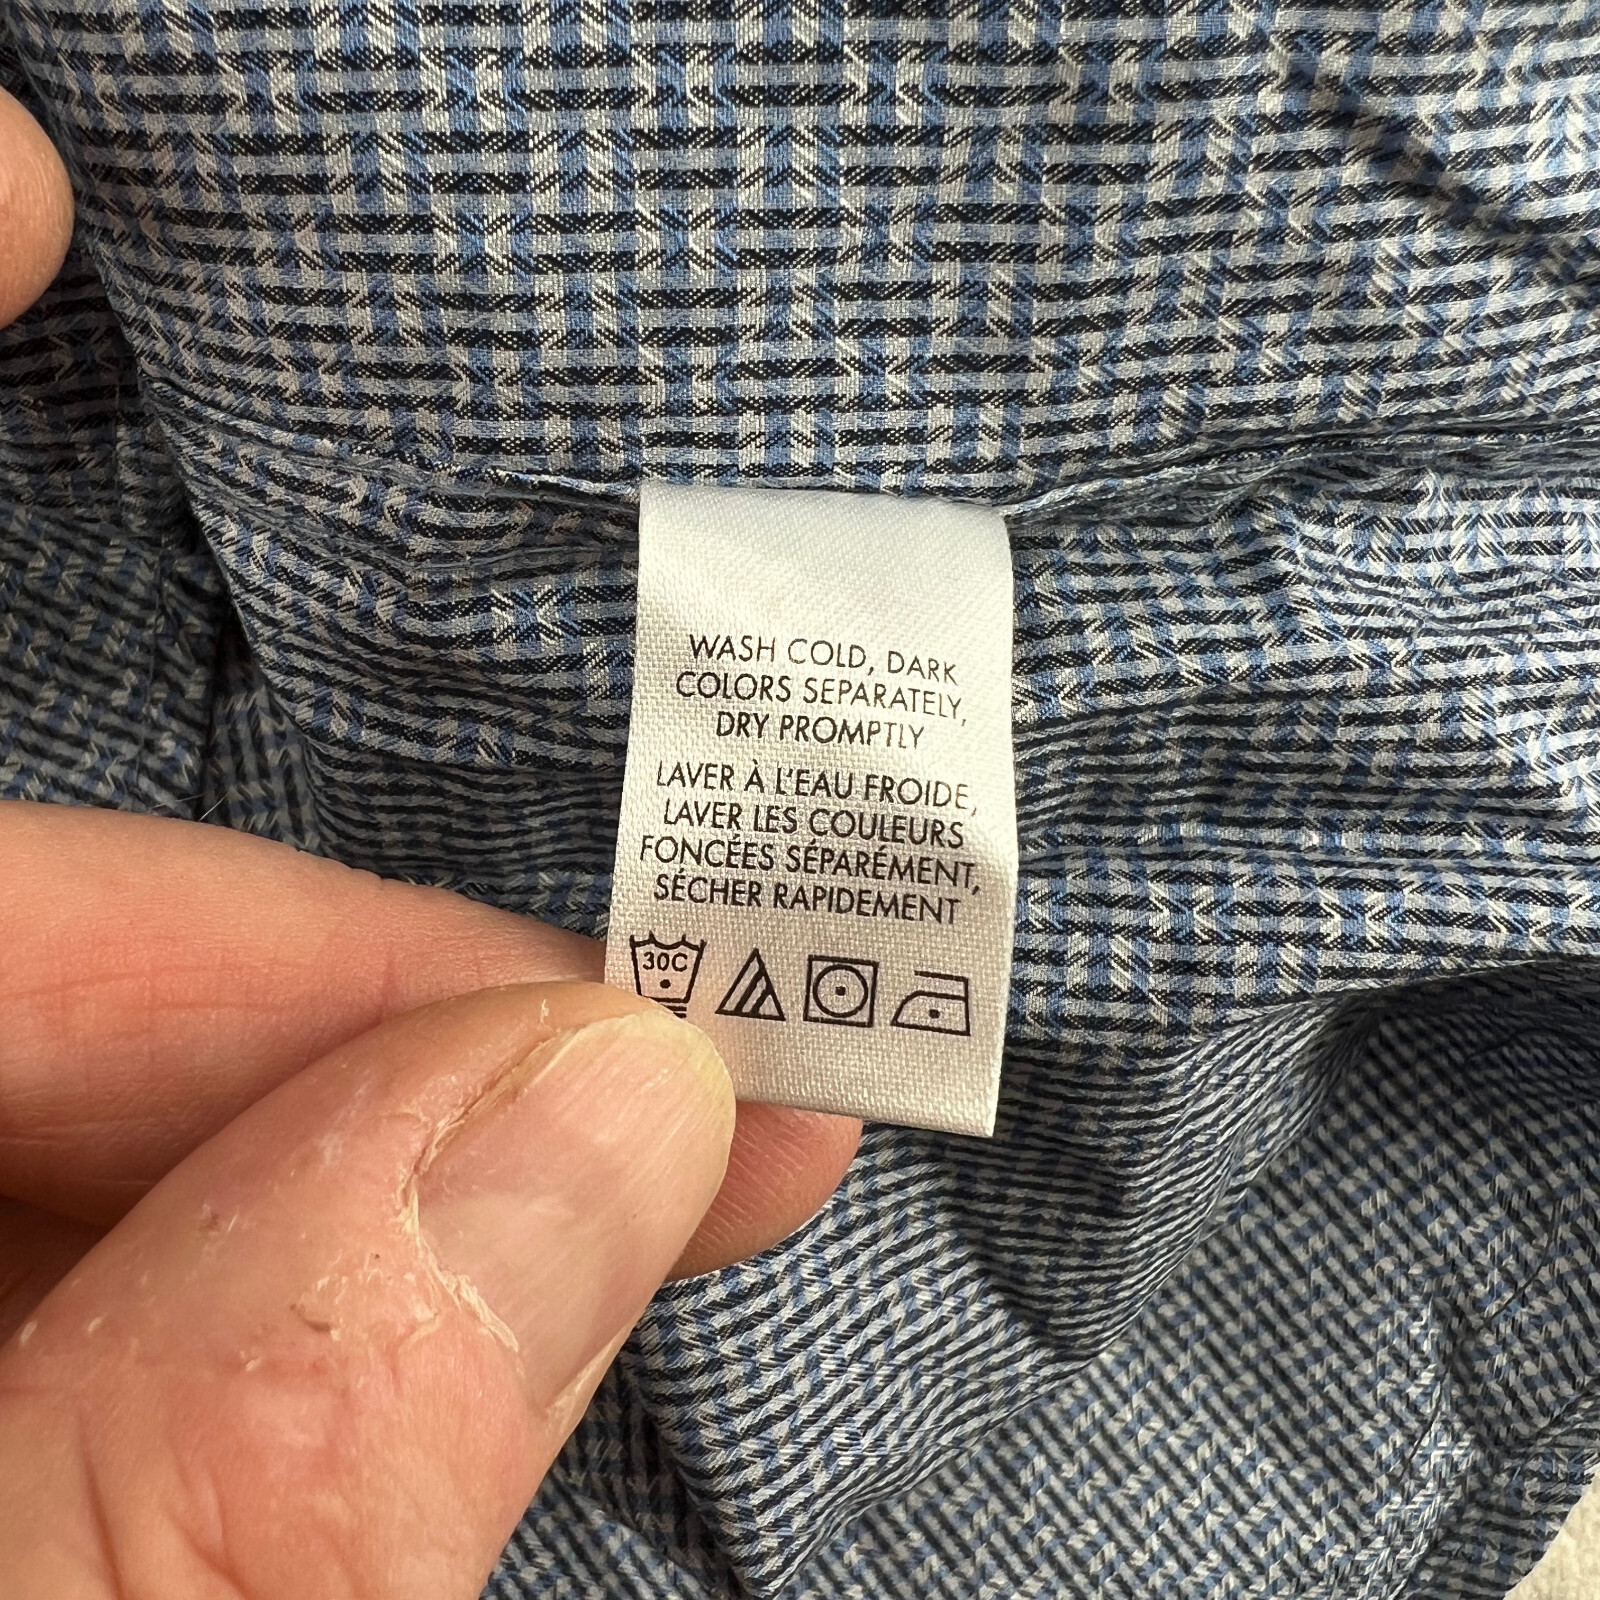 WASH COLD, DARK
COLORS SEPARATELY,
DRY PROMPTLY
LAVER À L'EAU FROIDE,
LAVER LES COULEURS
FONCÉES SÉPARÉMENT,
SÉCHER RAPIDEMENT
30C